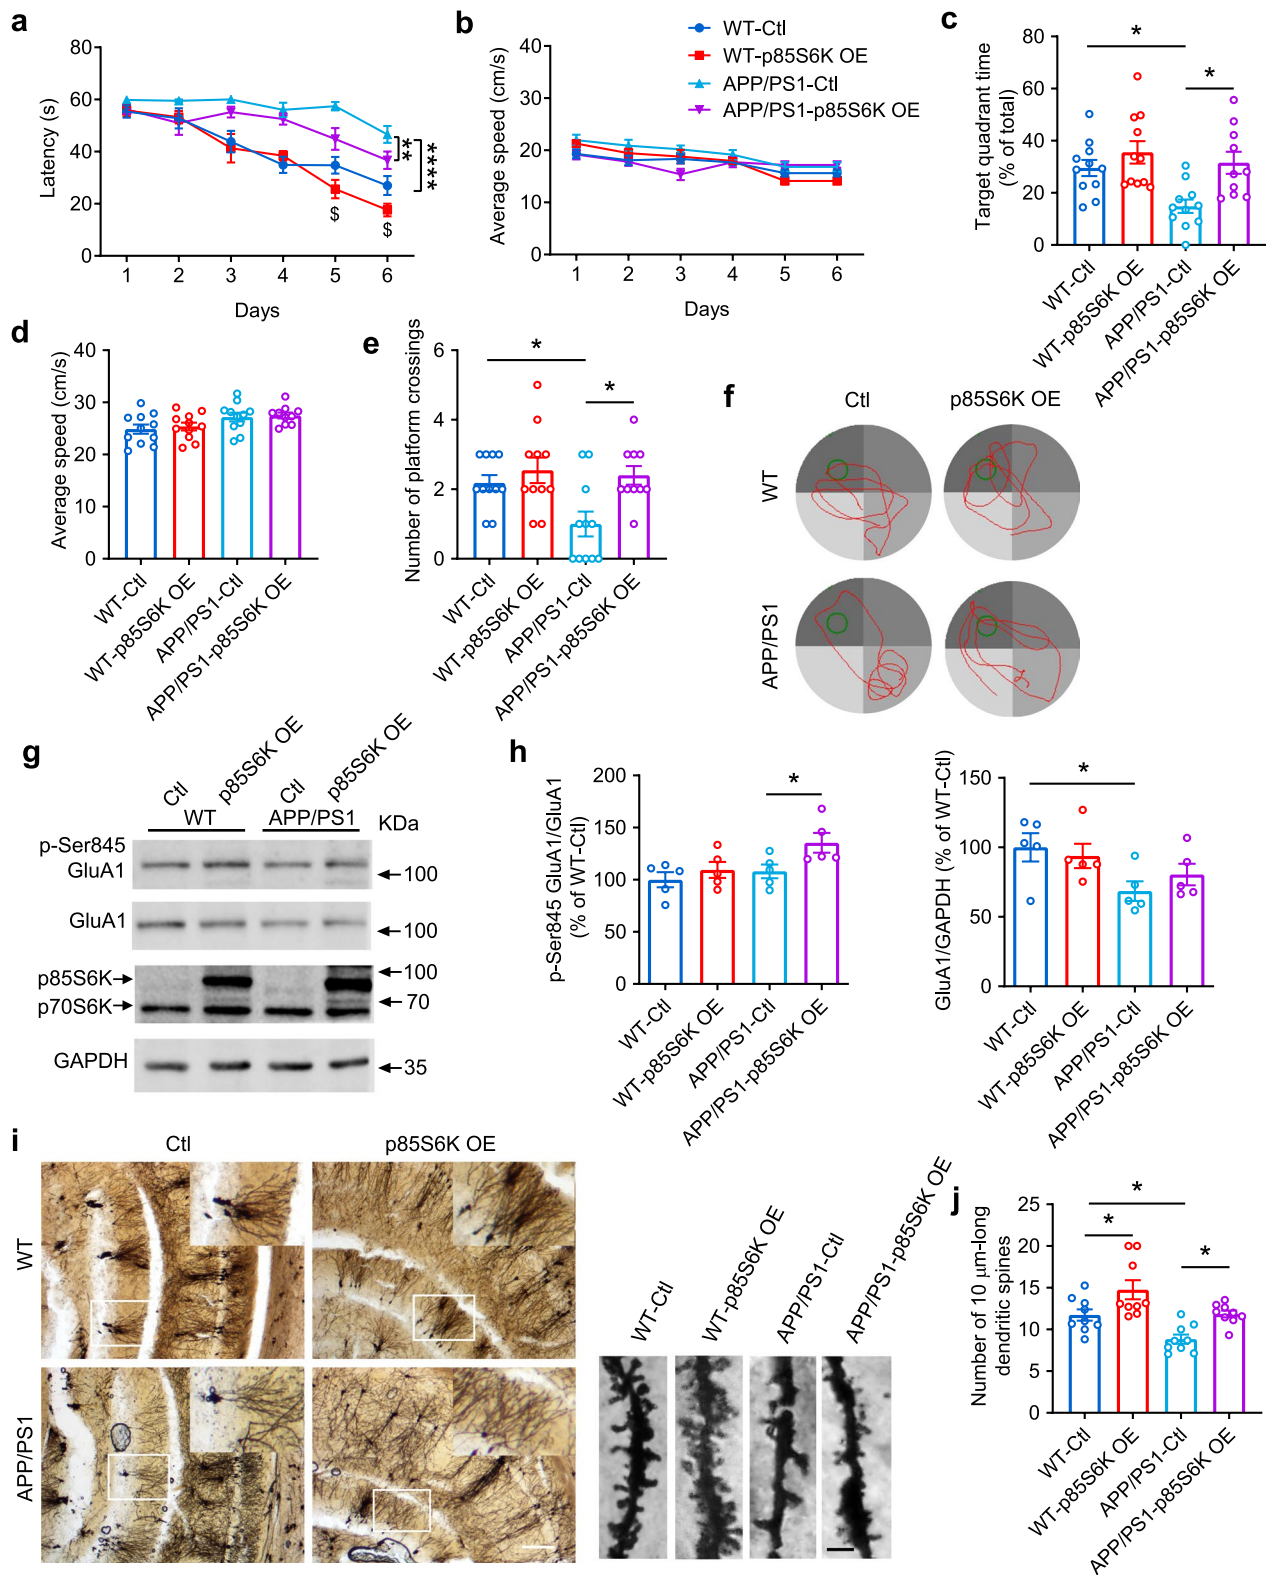 a
Latency (s)
80
60
40
20
0
1 2 3 4 5 6
Days
**
****
$
$
b
Average speed (cm/s)
40
30
20
10
0
1 2 3 4 5 6
Days
WT-Ctl
WT-p85S6K OE
APP/PS1-Ctl
APP/PS1-p85S6K OE
c
Target quadrant time
(% of total)
80
60
40
20
0
*
*
WT-Ctl
WT-p85S6K OE
APP/PS1-Ctl
APP/PS1-p85S6K OE
d
Average speed (cm/s)
40
30
20
10
0
WT-Ctl
WT-p85S6K OE
APP/PS1-Ctl
APP/PS1-p85S6K OE
e
Number of platform crossings
6
4
2
0
*
*
WT-Ctl
WT-p85S6K OE
APP/PS1-Ctl
APP/PS1-p85S6K OE
f
Ctl
p85S6K OE
WT
APP/PS1
g
Ctl
p85S6K OE
Ctl
p85S6K OE
WT
APP/PS1
KDa
p-Ser845
GluA1
100
GluA1
100
p85S6K
100
p70S6K
70
GAPDH
35
h
p-Ser845 GluA1/GluA1
(% of WT-Ctl)
200
150
100
50
0
*
WT-Ctl
WT-p85S6K OE
APP/PS1-Ctl
APP/PS1-p85S6K OE
GluA1/GAPDH (% of WT-Ctl)
150
100
50
0
*
WT-Ctl
WT-p85S6K OE
APP/PS1-Ctl
APP/PS1-p85S6K OE
i
Ctl
p85S6K OE
WT
APP/PS1
WT-Ctl
WT-p85S6K OE
APP/PS1-Ctl
APP/PS1-p85S6K OE
j
Number of 10 μm-long
dendritic spines
25
20
15
10
5
0
*
*
*
WT-Ctl
WT-p85S6K OE
APP/PS1-Ctl
APP/PS1-p85S6K OE